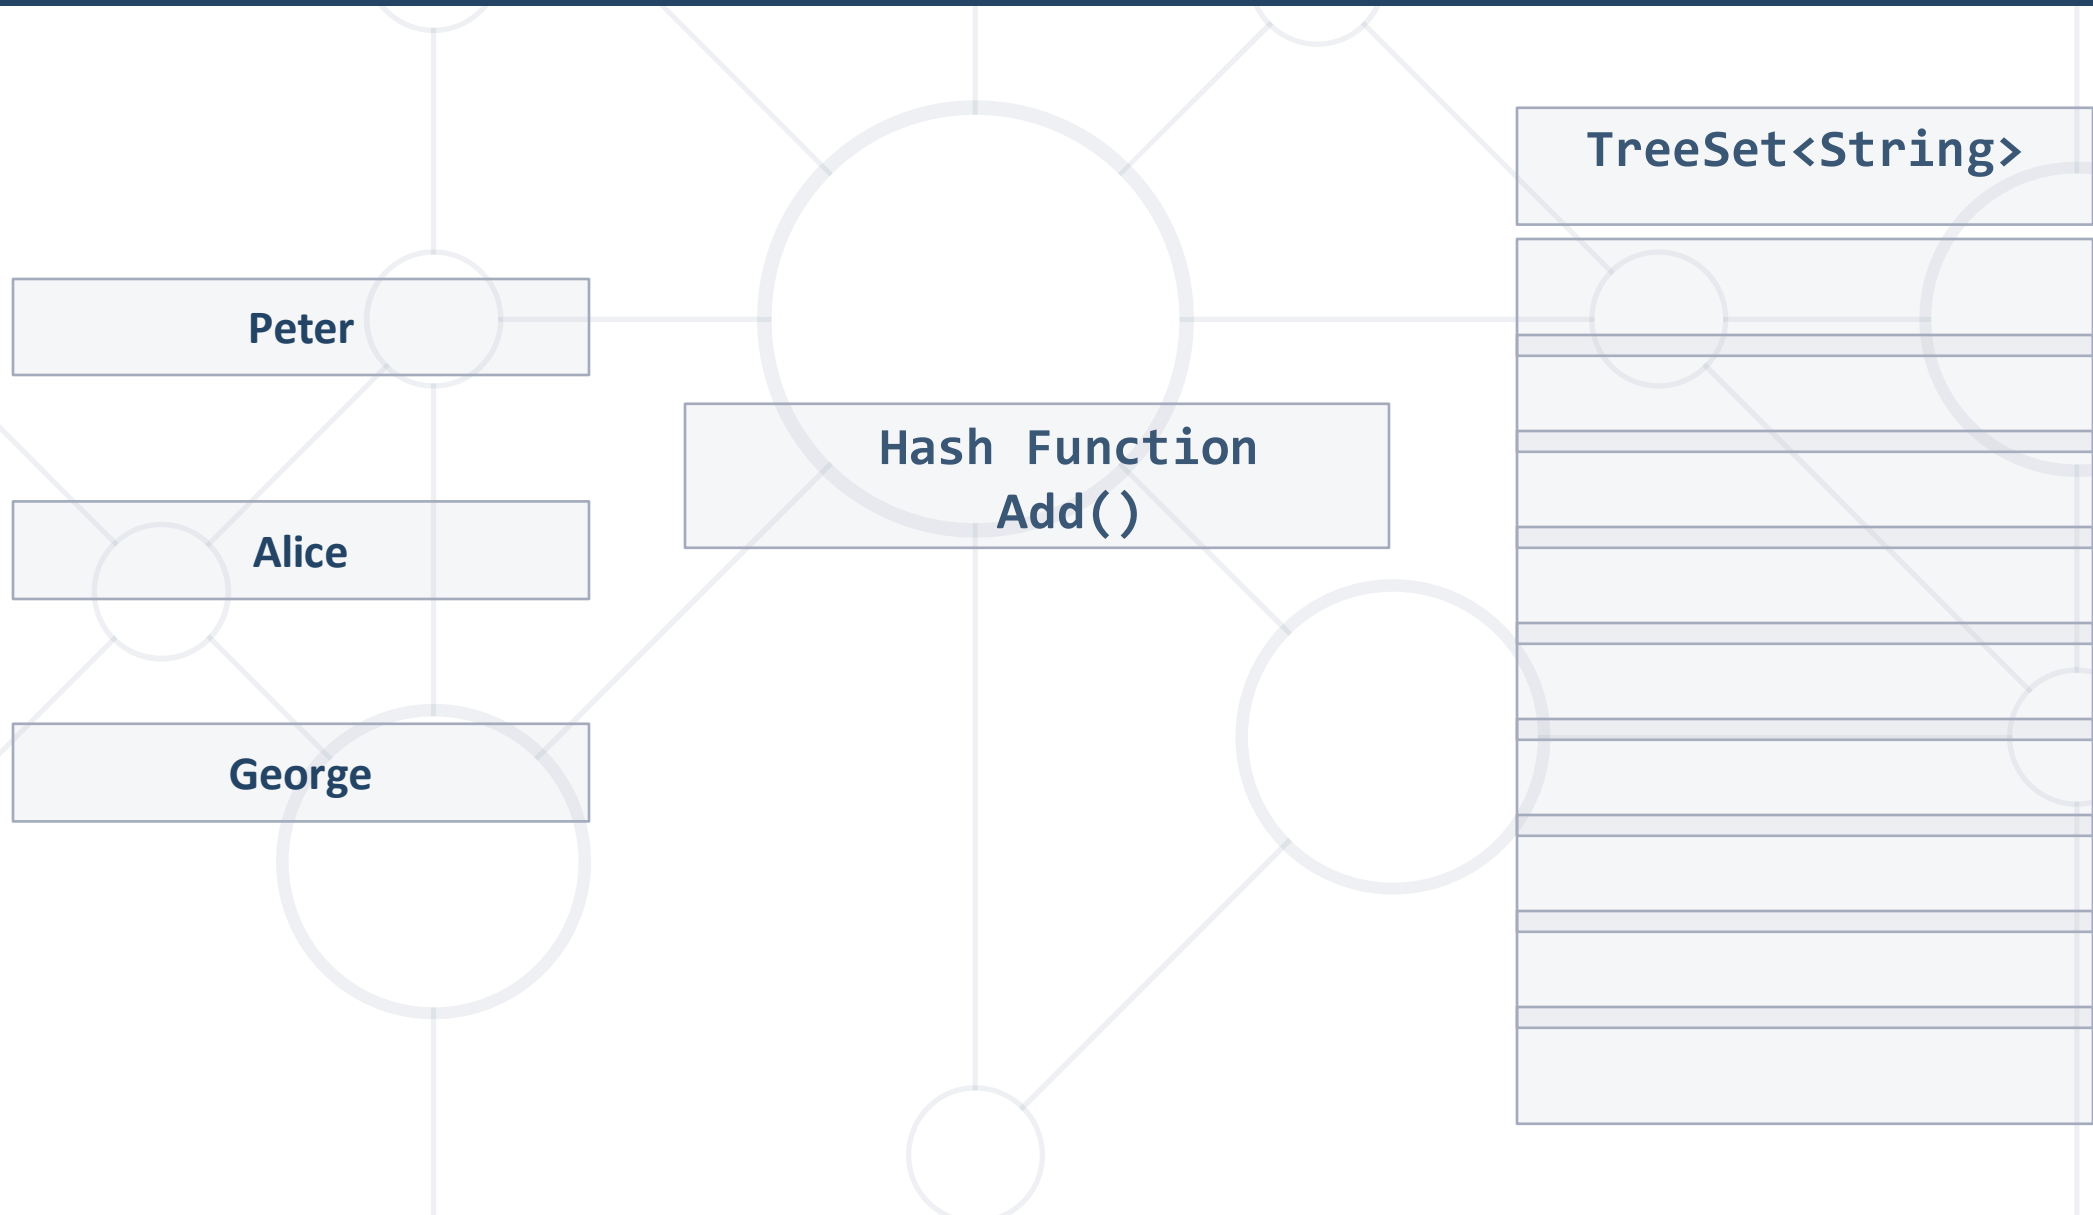 TreeSet<String>
Peter
Hash Function
Add()
Alice
George